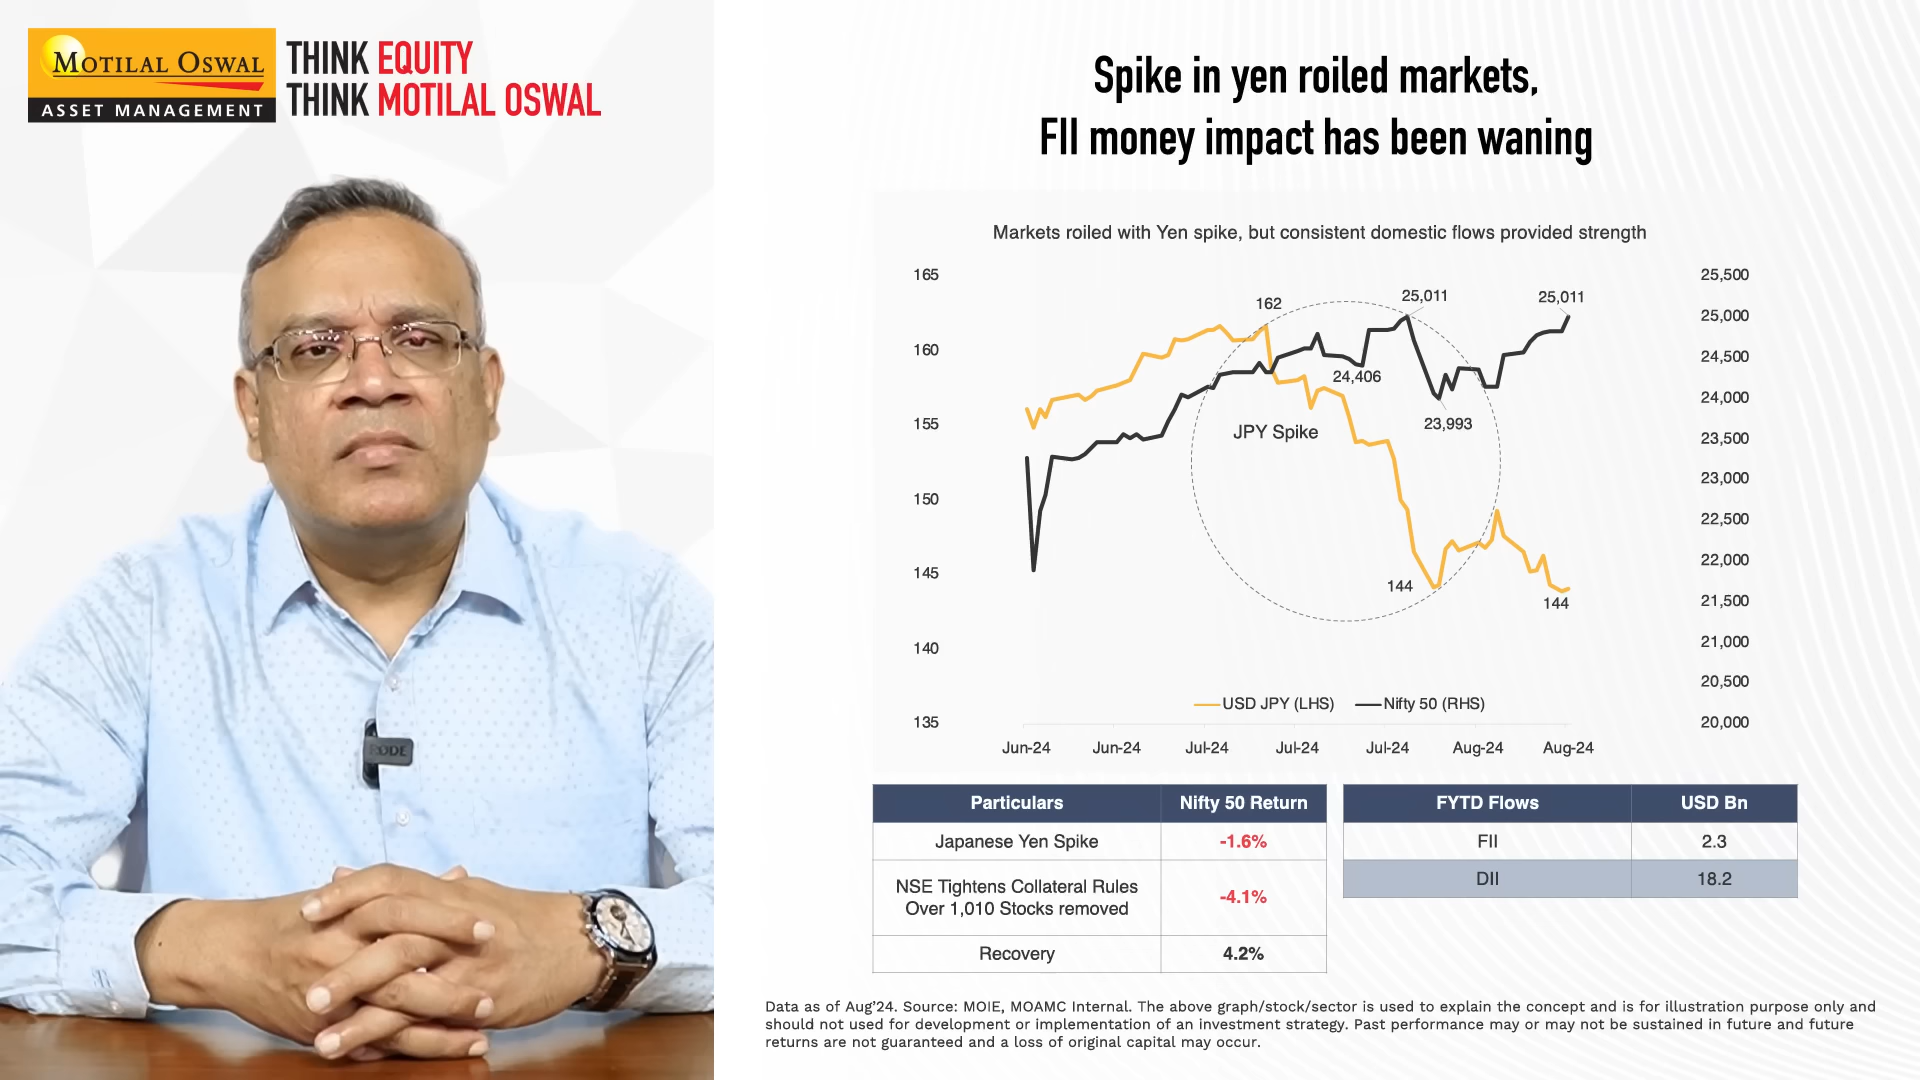 MOTILAL OSWAL
ASSET MANAGEMENT
THINK EQUITY
THINK MOTILAL OSWAL
RODE
Spike in yen roiled markets,
FII money impact has been waning
Markets roiled with Yen spike, but consistent domestic flows provided strength
165
160
155
150
145
140
135
162
25,011
25,011
24,406
JPY Spike
23,993
144
144
25,500
25,000
24,500
24,000
23,500
23,000
22,500
22,000
21,500
21,000
20,500
20,000
USD JPY (LHS) Nifty 50 (RHS)
Jun-24 Jun-24 Jul-24 Jul-24 Jul-24 Aug-24 Aug-24
Particulars Nifty 50 Return
Japanese Yen Spike -1.6%
NSE Tightens Collateral Rules
Over 1,010 Stocks removed -4.1%
Recovery 4.2%
FYTD Flows USD Bn
FII 2.3
DII 18.2
Data as of Aug'24. Source: MOIE, MOAMC Internal. The above graph/stock/sector is used to explain the concept and is for illustration purpose only and
should not used for development or implementation of an investment strategy. Past performance may or may not be sustained in future and future
returns are not guaranteed and a loss of original capital may occur.